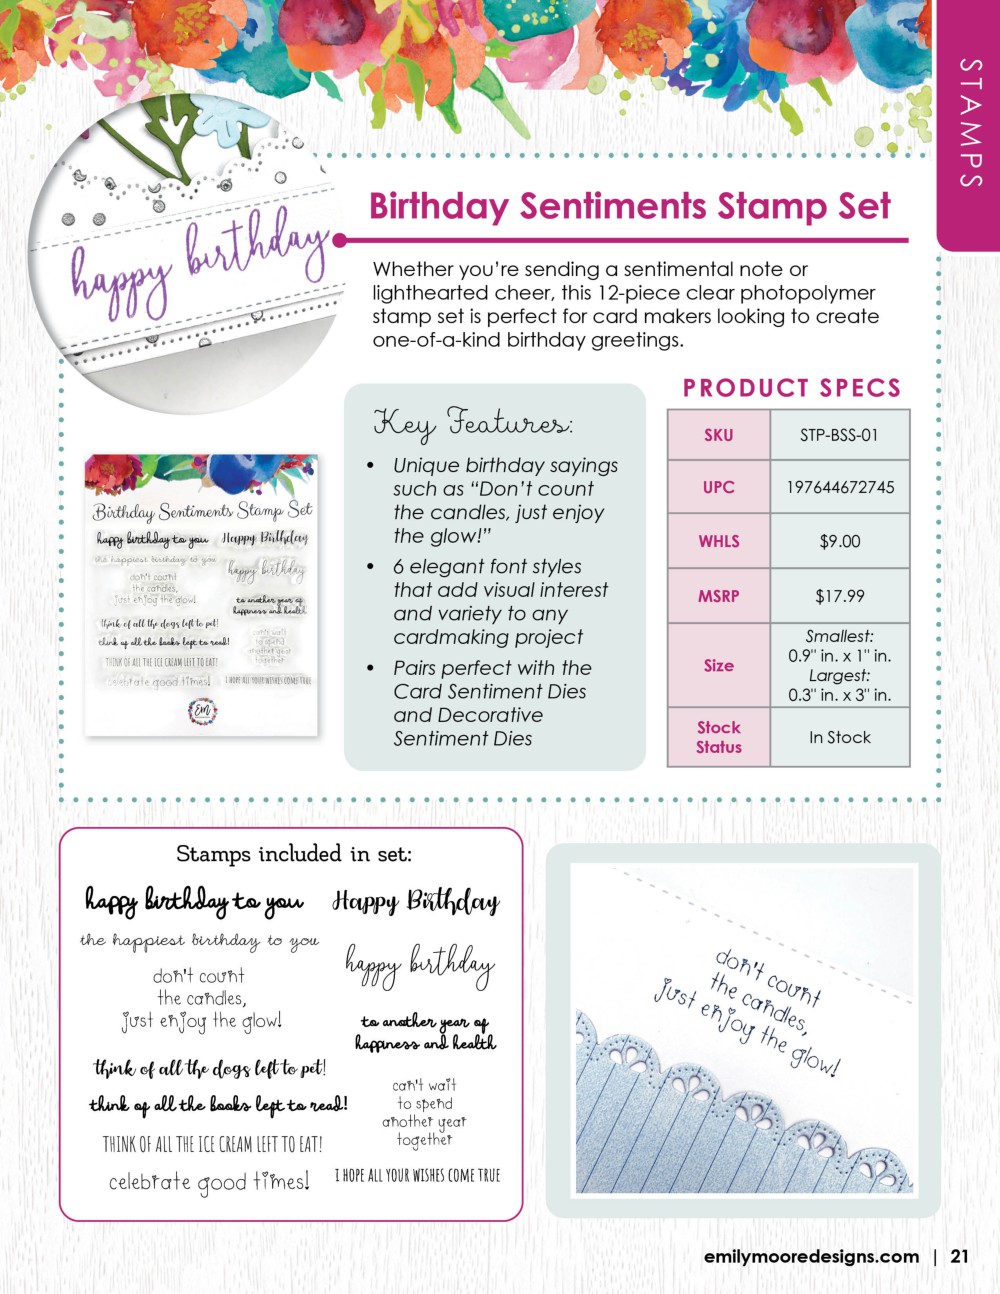 STAMPS
happy birthday
Birthday Sentiments Stamp Set
Whether you're sending a sentimental note or
lighthearted cheer, this 12-piece clear photopolymer
stamp set is perfect for card makers looking to create
one-of-a-kind birthday greetings.
Key Features:
• Unique birthday sayings
such as “Don't count
the candles, just enjoy
the glow!”
• 6 elegant font styles
that add visual interest
and variety to any
cardmaking project
• Pairs perfect with the
Card Sentiment Dies
and Decorative
Sentiment Dies
PRODUCT SPECS
SKU STP-BSS-01
UPC 197644672745
WHLS $9.00
MSRP $17.99
Size
Smallest:
0.9" in. x 1" in.
Largest:
0.3" in. x 3" in.
Stock
Status
In Stock
Birthday Sentiments Stamp Set
happy birthday to you
the happiest birthday to you
don't count
the candles,
just enjoy the glow!
think of all the dogs left to pet!
think of all the books left to read!
THINK OF ALL THE ICE CREAM LEFT TO EAT!
celebrate good times!
Happy Birthday
happy birthday
to another year of
happiness and health
can't wait
to spend
another year
together
I HOPE ALL YOUR WISHES COME TRUE
EM
Stamps included in set:
happy birthday to you
the happiest birthday to you
don't count
the candles,
just enjoy the glow!
think of all the dogs left to pet!
think of all the books left to read!
THINK OF ALL THE ICE CREAM LEFT TO EAT!
celebrate good times!
Happy Birthday
happy birthday
to another year of
happiness and health
can't wait
to spend
another year
together
I HOPE ALL YOUR WISHES COME TRUE
don't count
the candles,
just enjoy the glow!
emilymooredesigns.com | 21